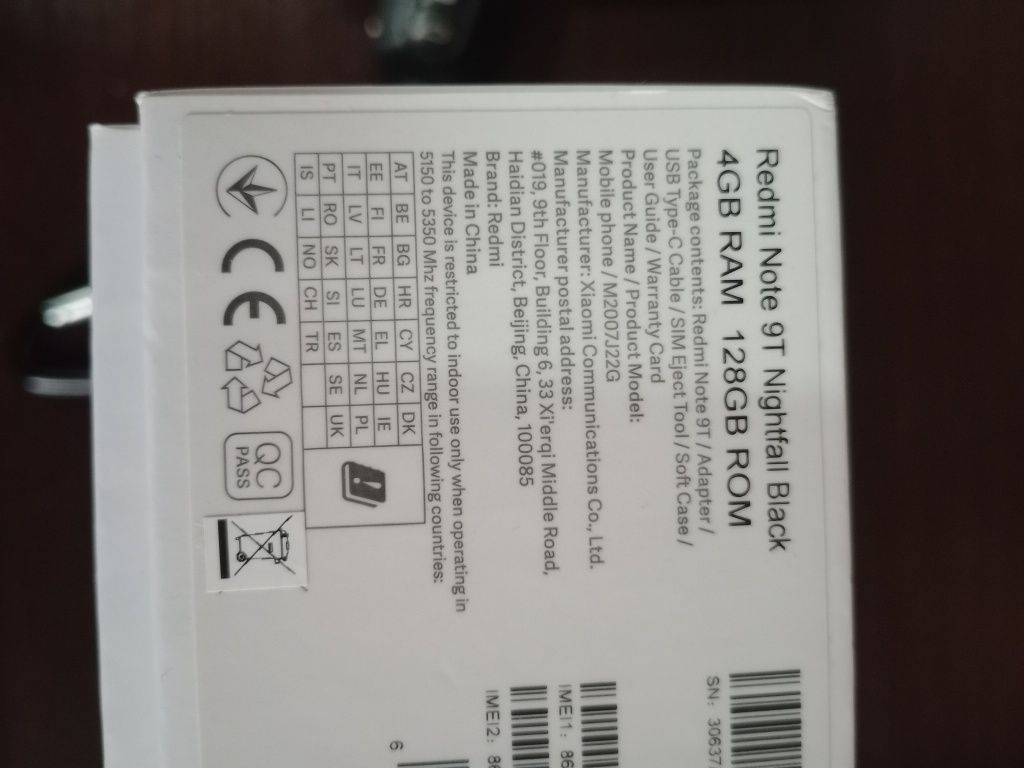 Redmi Note 9T Nightfall Black
4GB RAM 128GB ROM
Package contents: Redmi Note 9T / Adapter /
USB Type-C Cable / SIM Eject Tool / Soft Case /
User Guide / Warranty Card
Product Name / Product Model:
Mobile phone / M2007J22G
Manufacturer: Xiaomi Communications Co., Ltd.
Manufacturer postal address:
#019, 9th Floor, Building 6, 33 Xi'erqi Middle Road,
Haidian District, Beijing, China, 100085
Brand: Redmi
Made in China
This device is restricted to indoor use only when operating in
5150 to 5350 Mhz frequency range in following countries:
AT BE BG HR CY CZ DK
EE FI FR DE EL HU IE
IT LV LT LU MT NL PL
PT RO SK SI ES SE UK
IS LI NO CH TR
CE
QC
PASS
SN: 30637
IMEI1: 86
IMEI2: 86
6